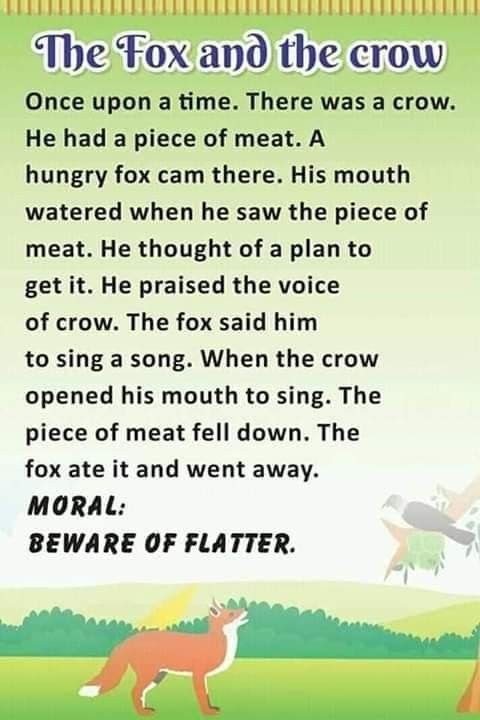 The Fox and the crow
Once upon a time. There was a crow.
He had a piece of meat. A
hungry fox cam there. His mouth
watered when he saw the piece of
meat. He thought of a plan to
get it. He praised the voice
of crow. The fox said him
to sing a song. When the crow
opened his mouth to sing. The
piece of meat fell down. The
fox ate it and went away.
MORAL:
BEWARE OF FLATTER.